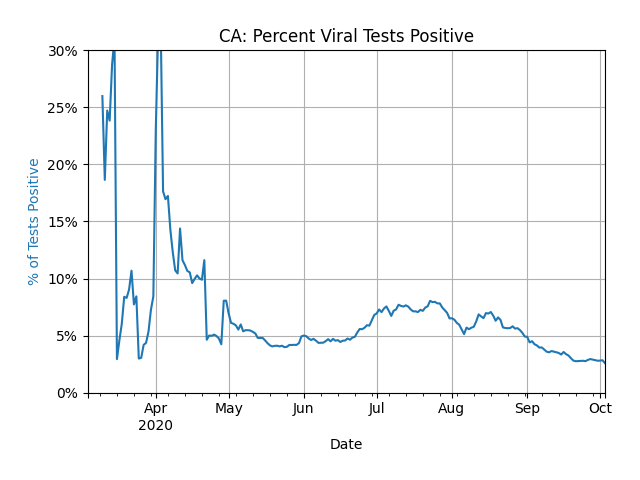 CA: Percent Viral Tests Positive
30%
25%
20%
15%
10%
5%
0%
% of Tests Positive
Apr May Jun Jul Aug Sep Oct
2020
Date